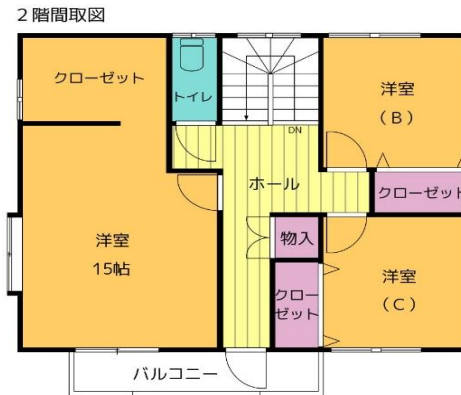 ２階間取図
クローゼット
トイレ
DN
洋室
（Ｂ）
ホール
クローゼット
洋室
15帖
物入
クロー
ゼット
洋室
（Ｃ）
バルコニー